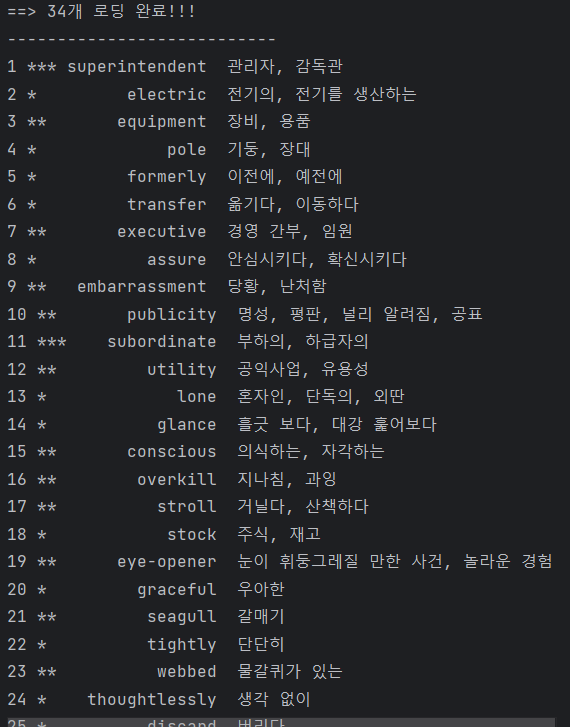 ==> 34개 로딩 완료!!!
---------------------------
1 *** superintendent 관리자, 감독관
2 * electric 전기의, 전기를 생산하는
3 ** equipment 장비, 용품
4 * pole 기둥, 장대
5 * formerly 이전에, 예전에
6 * transfer 옮기다, 이동하다
7 ** executive 경영 간부, 임원
8 * assure 안심시키다, 확신시키다
9 ** embarrassment 당황, 난처함
10 ** publicity 명성, 평판, 널리 알려짐, 공표
11 *** subordinate 부하의, 하급자의
12 ** utility 공익사업, 유용성
13 * lone 혼자인, 단독의, 외딴
14 * glance 흘긋 보다, 대강 훑어보다
15 ** conscious 의식하는, 자각하는
16 ** overkill 지나침, 과잉
17 ** stroll 거닐다, 산책하다
18 * stock 주식, 재고
19 ** eye-opener 눈이 휘둥그레질 만한 사건, 놀라운 경험
20 * graceful 우아한
21 ** seagull 갈매기
22 * tightly 단단히
23 ** webbed 물갈퀴가 있는
24 * thoughtlessly 생각 없이
25 * discard 버리다